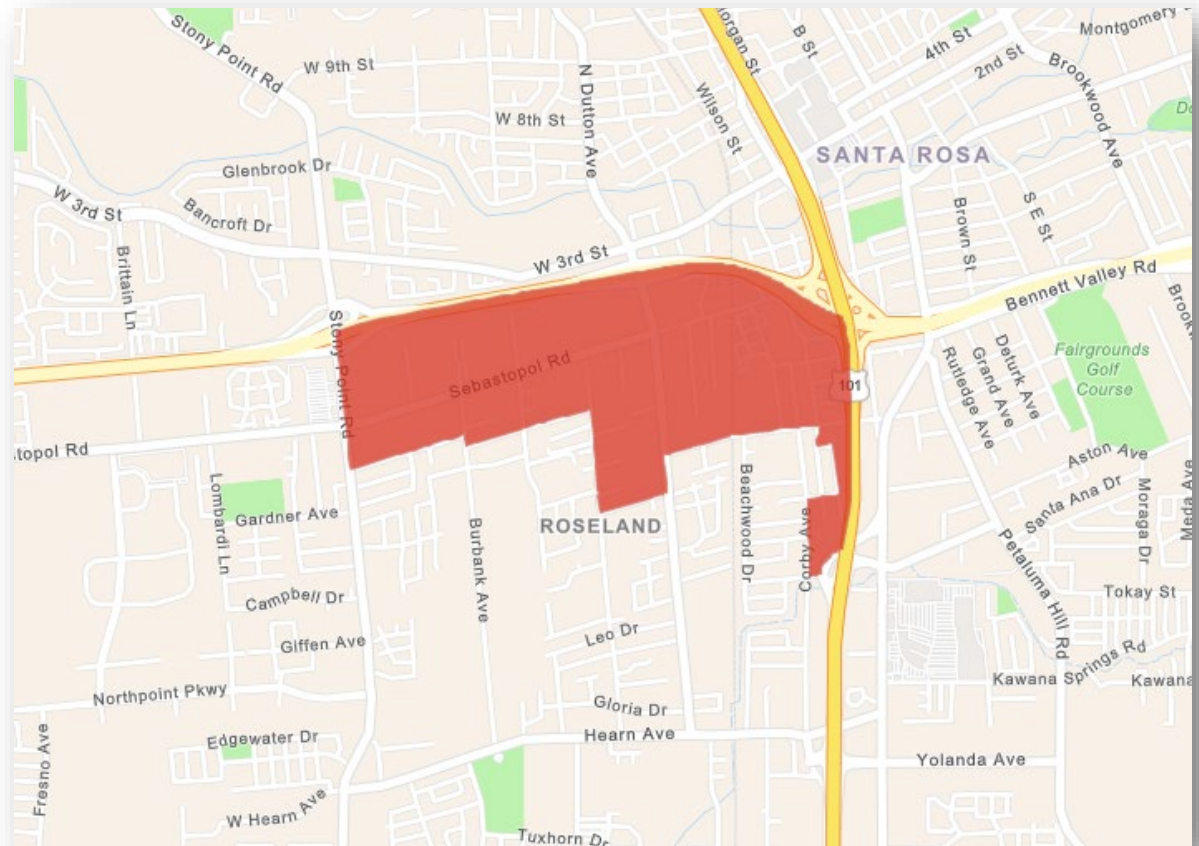 Stony Point Rd
W 9th St
N Dutton Ave
Morgan St
B St
4th St
2nd St
Montgomery
Brookwood Ave
W 8th St
Wilson St
SANTA ROSA
Glenbrook Dr
W 3rd St
Bancroft Dr
Brittain Ln
W 3rd St
Brown St
S E St
Bennett Valley Rd
Stony Point Rd
Sebastopol Rd
101
Deturk Ave
Grand Ave
Rutledge Ave
Fairgrounds
Golf
Course
topol Rd
Lombardi Ln
Gardner Ave
Burbank Ave
ROSELAND
Beachwood Dr
Corby Ave
Aston Ave
Santa Ana Dr
Moraga Dr
Meda Ave
Petaluma Hill Rd
Campbell Dr
Giffen Ave
Leo Dr
Tokay St
Northpoint Pkwy
Gloria Dr
Kawana Springs Rd
Kawana
Fresno Ave
Edgewater Dr
Hearn Ave
Yolanda Ave
W Hearn Ave
Tuxhorn Dr